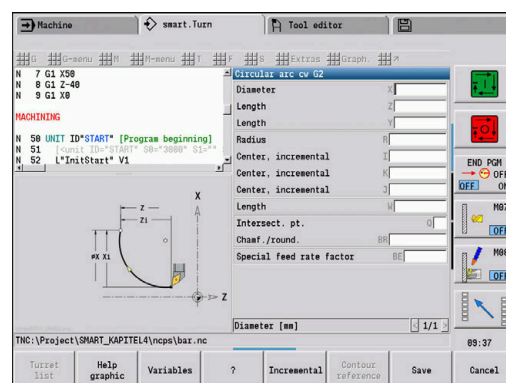 Machine
smart.Turn
Tool editor
G G-menu M M-menu T F S Extras Graph.
N 7 G1 X50
N 8 G1 Z-40
N 9 G1 X0
MACHINING
N 50 UNIT ID"START" [Program beginning]
N 51 [<unit ID="START" S0="3000" S1=""
N 52 L"InitStart" V1
Circular arc cw G2
Diameter X
Length Z
Length Y
Radius R
Center, incremental I
Center, incremental K
Center, incremental J
Length W
Intersect. pt. Q
Chamf./round. BR
Special feed rate factor BE
Diameter [mm] 1/1
X
Z
Zi
øX Xi
Z
TNC:\Project\SMART_KAPITEL4\ncps\bar.nc
END PGM
OFF
OFF ON
M07
OFF
M08
OFF
09:37
Turret list
Help graphic
Variables
?
Incremental
Contour reference
Save
Cancel